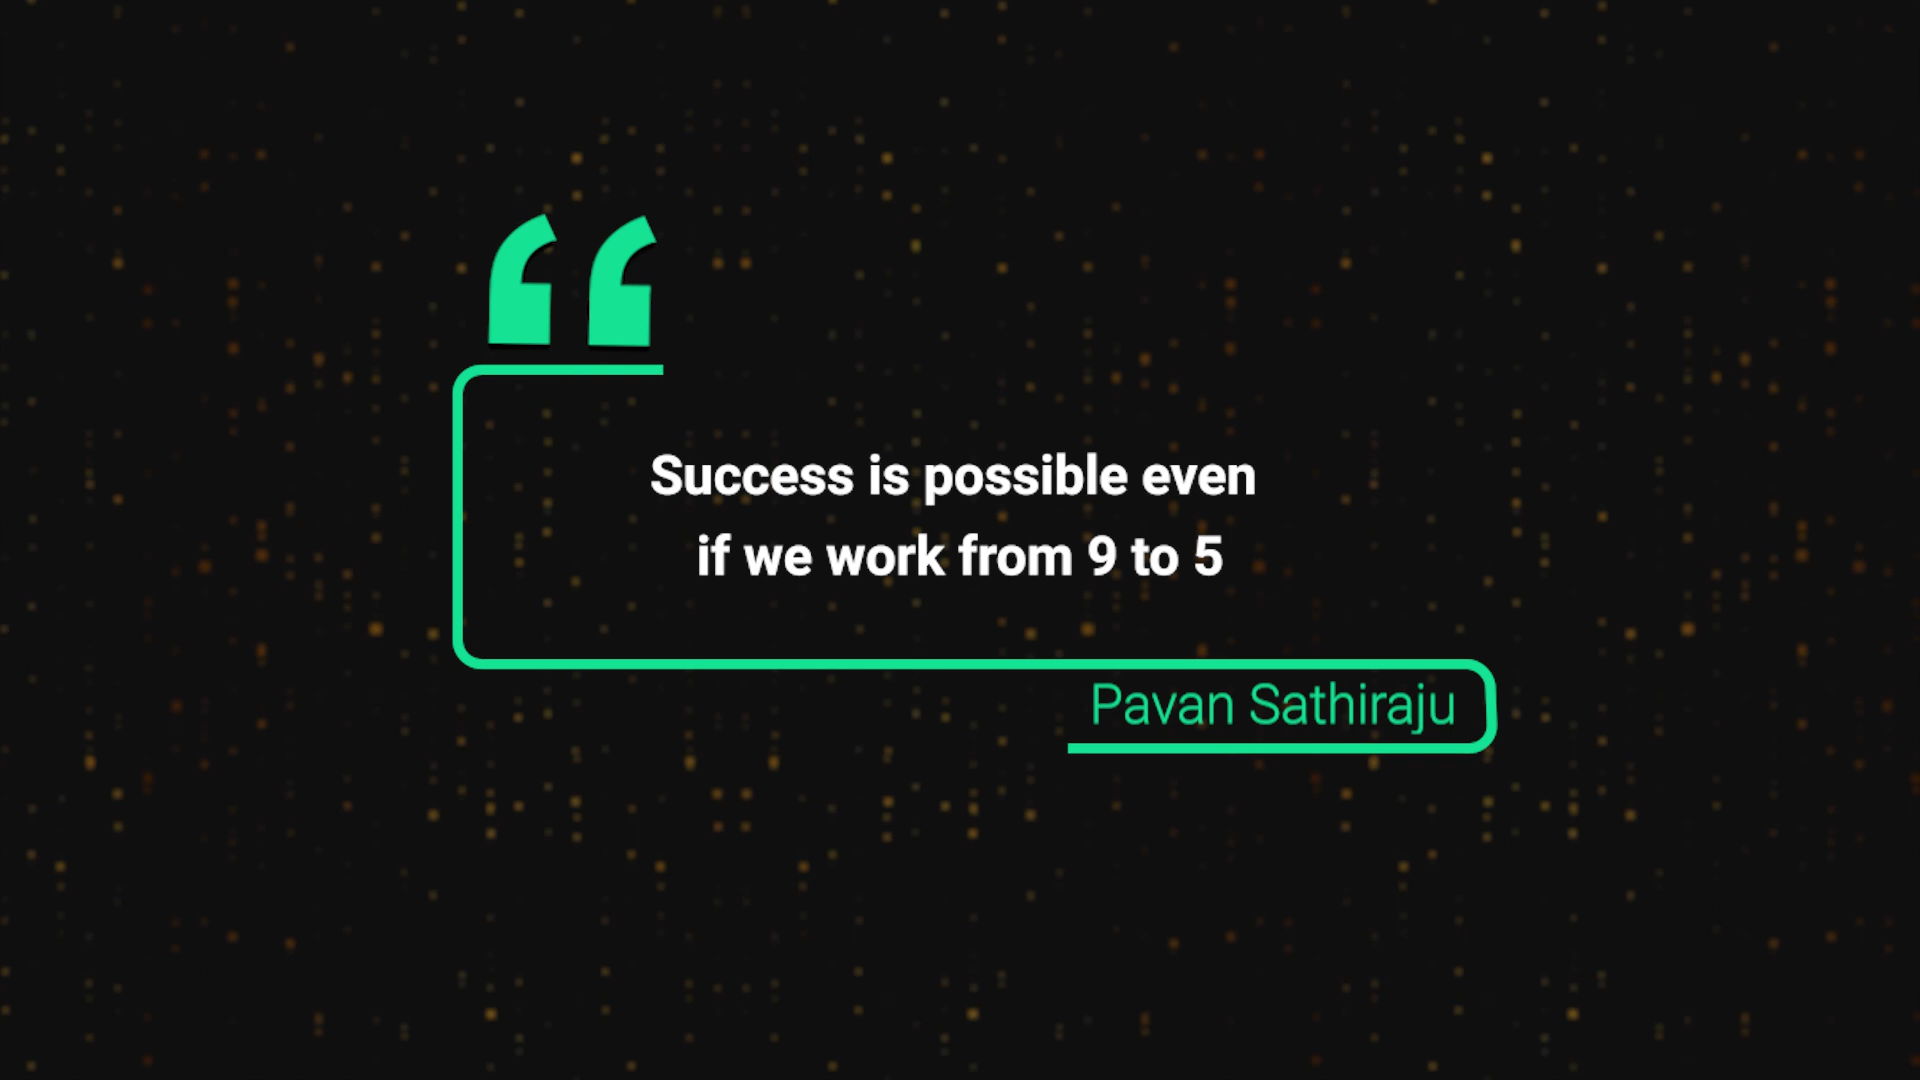 Success is possible even
if we work from 9 to 5
Pavan Sathiraju